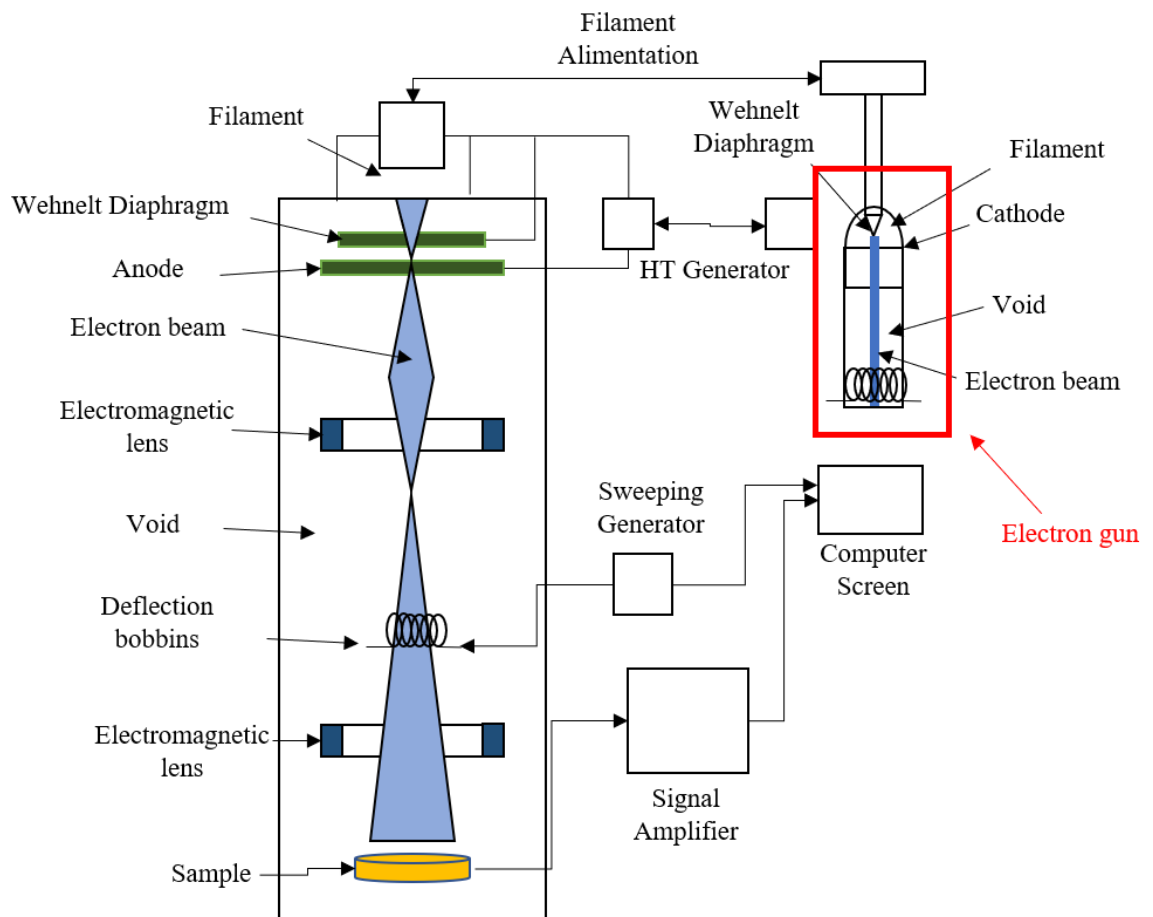 Filament
Alimentation
Filament
Wehnelt
Diaphragm
Filament
Wehnelt Diaphragm
Cathode
Anode
HT Generator
Void
Electron beam
Electron beam
Electromagnetic
lens
Sweeping
Generator
Void
Electron gun
Computer
Screen
Deflection
bobbins
Electromagnetic
lens
Signal
Amplifier
Sample